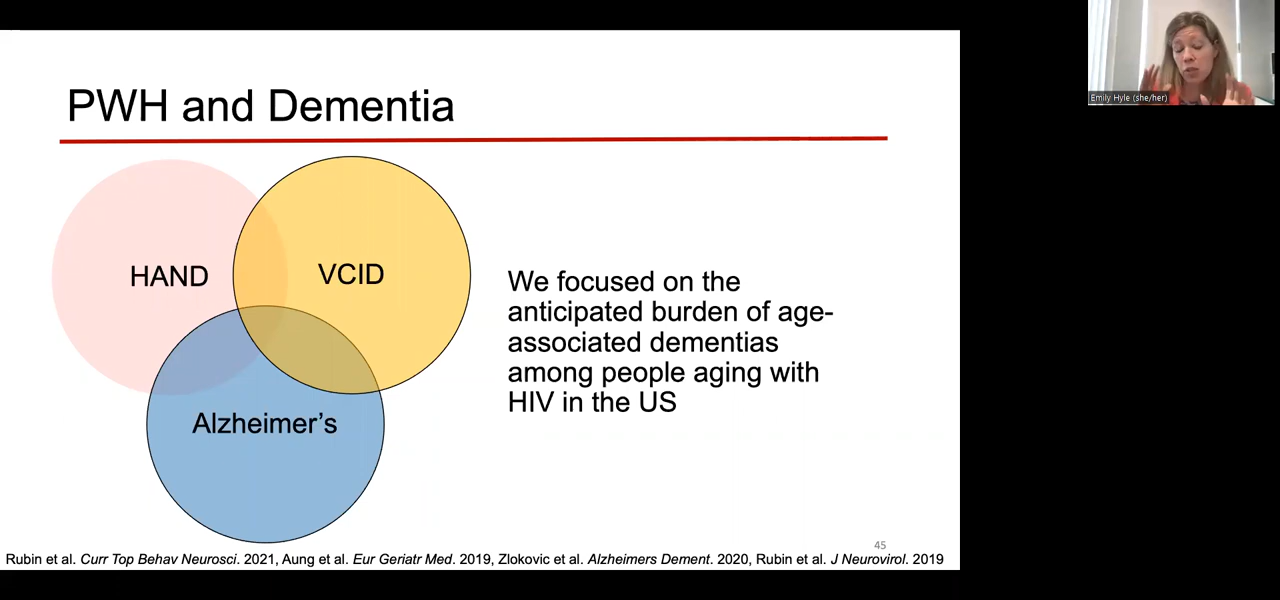 PWH and Dementia
HAND
VCID
Alzheimer’s
We focused on the
anticipated burden of age-
associated dementias
among people aging with
HIV in the US
45
Rubin et al. Curr Top Behav Neurosci. 2021, Aung et al. Eur Geriatr Med. 2019, Zlokovic et al. Alzheimers Dement. 2020, Rubin et al. J Neurovirol. 2019
Emily Hyle (she/her)